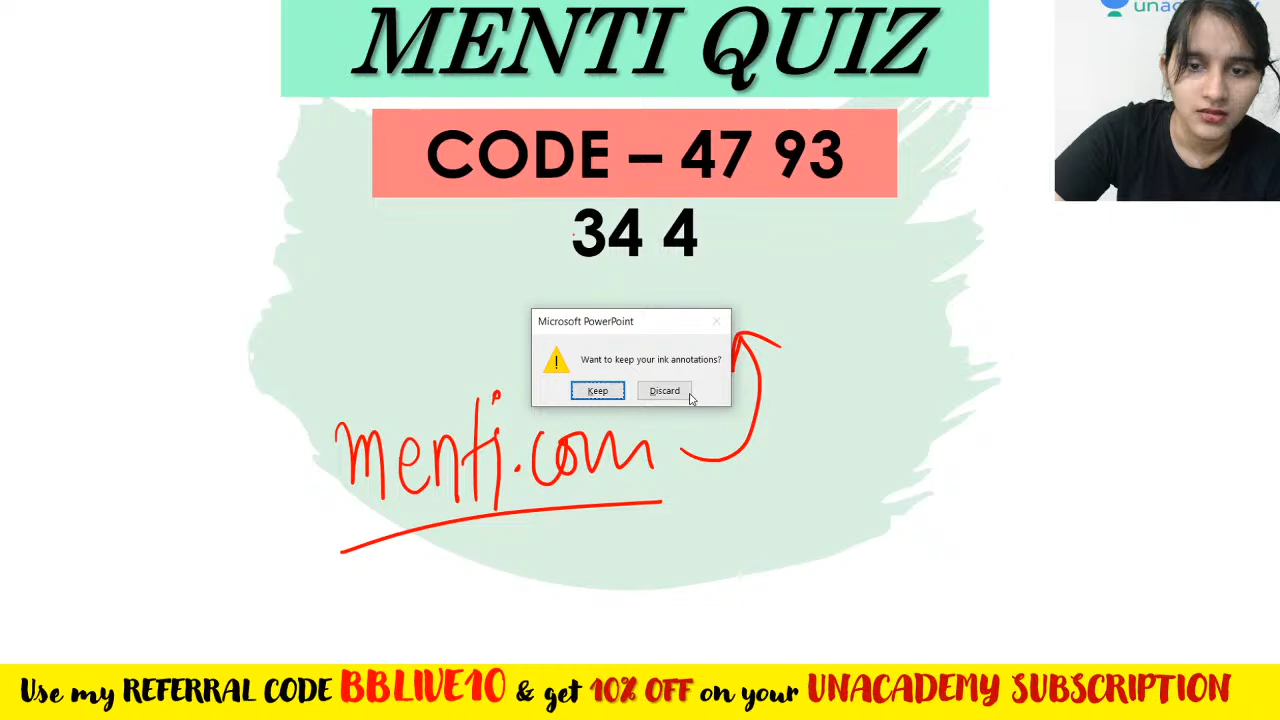 MENTI QUIZ
unac
CODE – 47 93
34 4
Microsoft PowerPoint
Want to keep your ink annotations?
Keep
Discard
menti.com
Use my REFERRAL CODE BBLIVE10 & get 10% OFF on your UNACADEMY SUBSCRIPTION